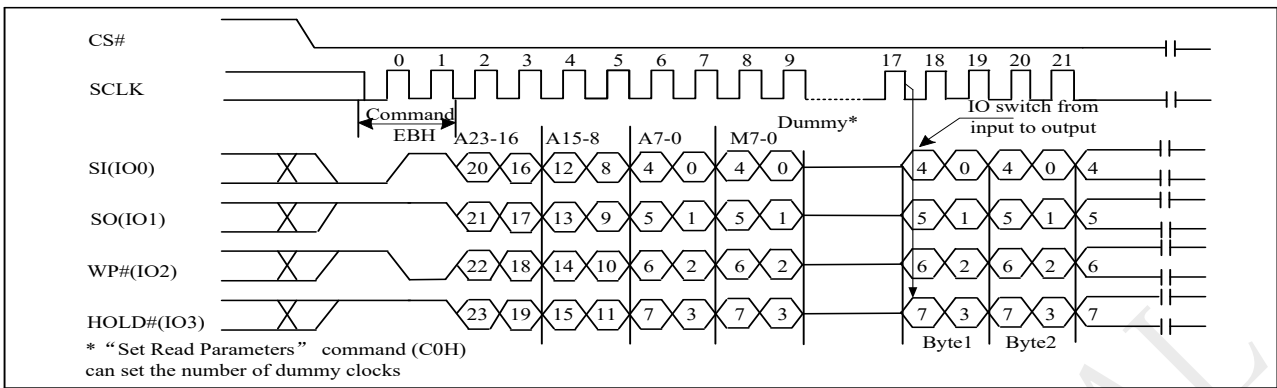 CS#
0 1 2 3 4 5 6 7 8 9 17 18 19 20 21
SCLK
Command
EBH
Dummy*
IO switch from
input to output
A23-16 A15-8 A7-0 M7-0
SI(IO0) 20 16 12 8 4 0 4 0 4 0 4 0 4
SO(IO1) 21 17 13 9 5 1 5 1 5 1 5 1 5
WP#(IO2) 22 18 14 10 6 2 6 2 6 2 6 2 6
HOLD#(IO3) 23 19 15 11 7 3 7 3 7 3 7 3 7
Byte1 Byte2
* “Set Read Parameters” command (C0H)
can set the number of dummy clocks